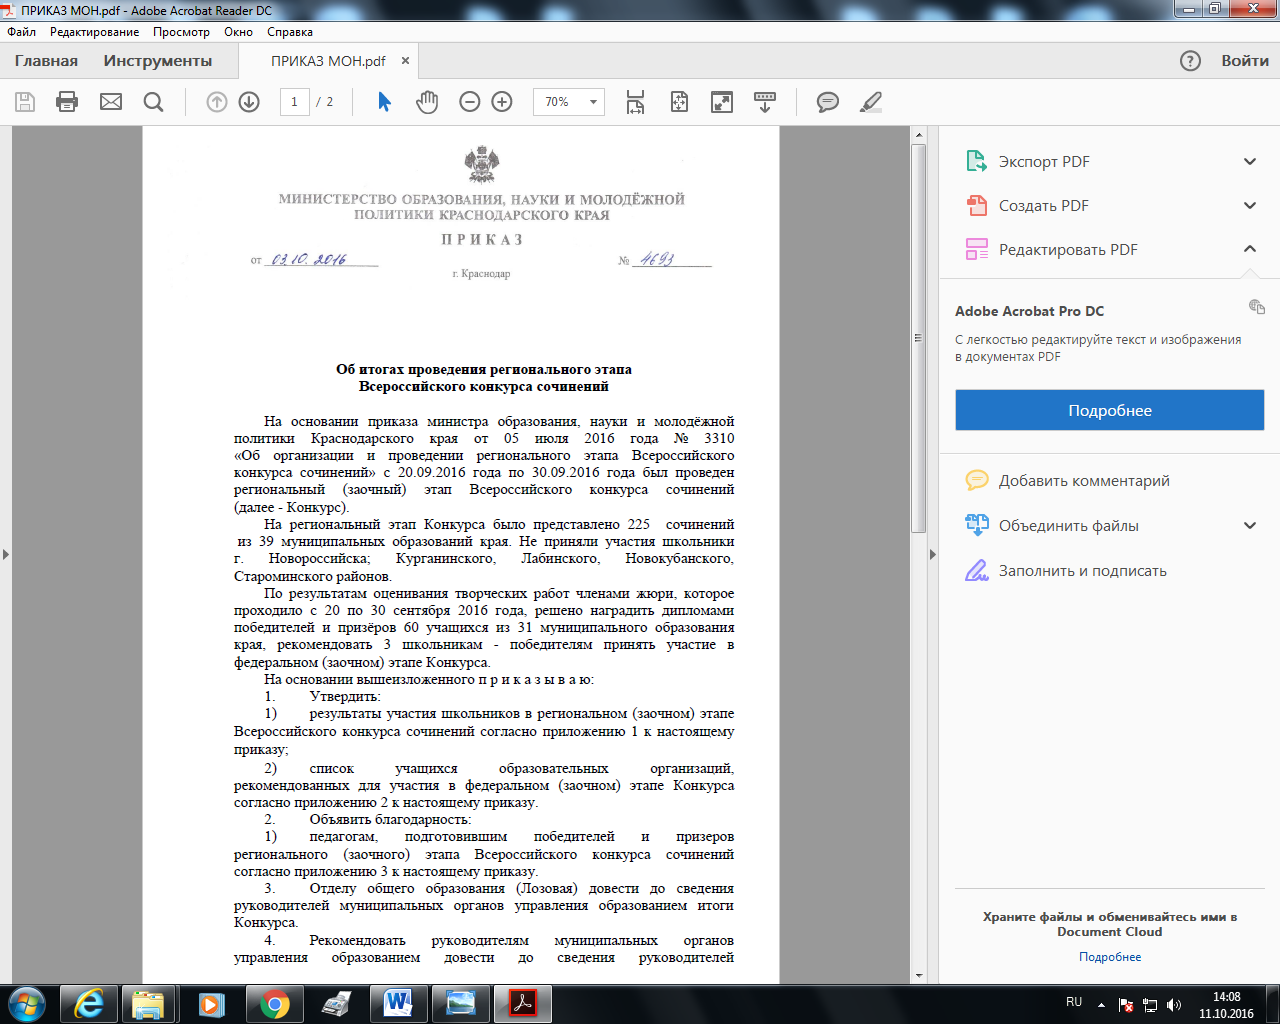 ПРИКАЗ МОН.pdf - Adobe Acrobat Reader DC
Файл Редактирование Просмотр Окно Справка
Главная Инструменты ПРИКАЗ МОН.pdf × ? Войти
1 / 2 70%
МИНИСТЕРСТВО ОБРАЗОВАНИЯ, НАУКИ И МОЛОДЁЖНОЙ
ПОЛИТИКИ КРАСНОДАРСКОГО КРАЯ
П Р И К А З
от 03.10.2016 № 4693
г. Краснодар
Об итогах проведения регионального этапа
Всероссийского конкурса сочинений
На основании приказа министра образования, науки и молодёжной
политики Краснодарского края от 05 июля 2016 года № 3310
«Об организации и проведении регионального этапа Всероссийского
конкурса сочинений» с 20.09.2016 года по 30.09.2016 года был проведен
региональный (заочный) этап Всероссийского конкурса сочинений
(далее - Конкурс).
На региональный этап Конкурса было представлено 225 сочинений
из 39 муниципальных образований края. Не приняли участия школьники
г. Новороссийска; Курганинского, Лабинского, Новокубанского,
Староминского районов.
По результатам оценивания творческих работ членами жюри, которое
проходило с 20 по 30 сентября 2016 года, решено наградить дипломами
победителей и призёров 60 учащихся из 31 муниципального образования
края, рекомендовать 3 школьникам - победителям принять участие в
федеральном (заочном) этапе Конкурса.
На основании вышеизложенного п р и к а з ы в а ю:
1. Утвердить:
1) результаты участия школьников в региональном (заочном) этапе
Всероссийского конкурса сочинений согласно приложению 1 к настоящему
приказу;
2) список учащихся образовательных организаций,
рекомендованных для участия в федеральном (заочном) этапе Конкурса
согласно приложению 2 к настоящему приказу.
2. Объявить благодарность:
1) педагогам, подготовившим победителей и призеров
регионального (заочного) этапа Всероссийского конкурса сочинений
согласно приложению 3 к настоящему приказу.
3. Отделу общего образования (Лозовая) довести до сведения
руководителей муниципальных органов управления образованием итоги
Конкурса.
4. Рекомендовать руководителям муниципальных органов
управления образованием довести до сведения руководителей
Экспорт PDF
Создать PDF
Редактировать PDF
Adobe Acrobat Pro DC
С легкостью редактируйте текст и изображения
в документах PDF
Подробнее
Добавить комментарий
Объединить файлы
Заполнить и подписать
Храните файлы и обменивайтесь ими в
Document Cloud
Подробнее
RU 14:08
11.10.2016